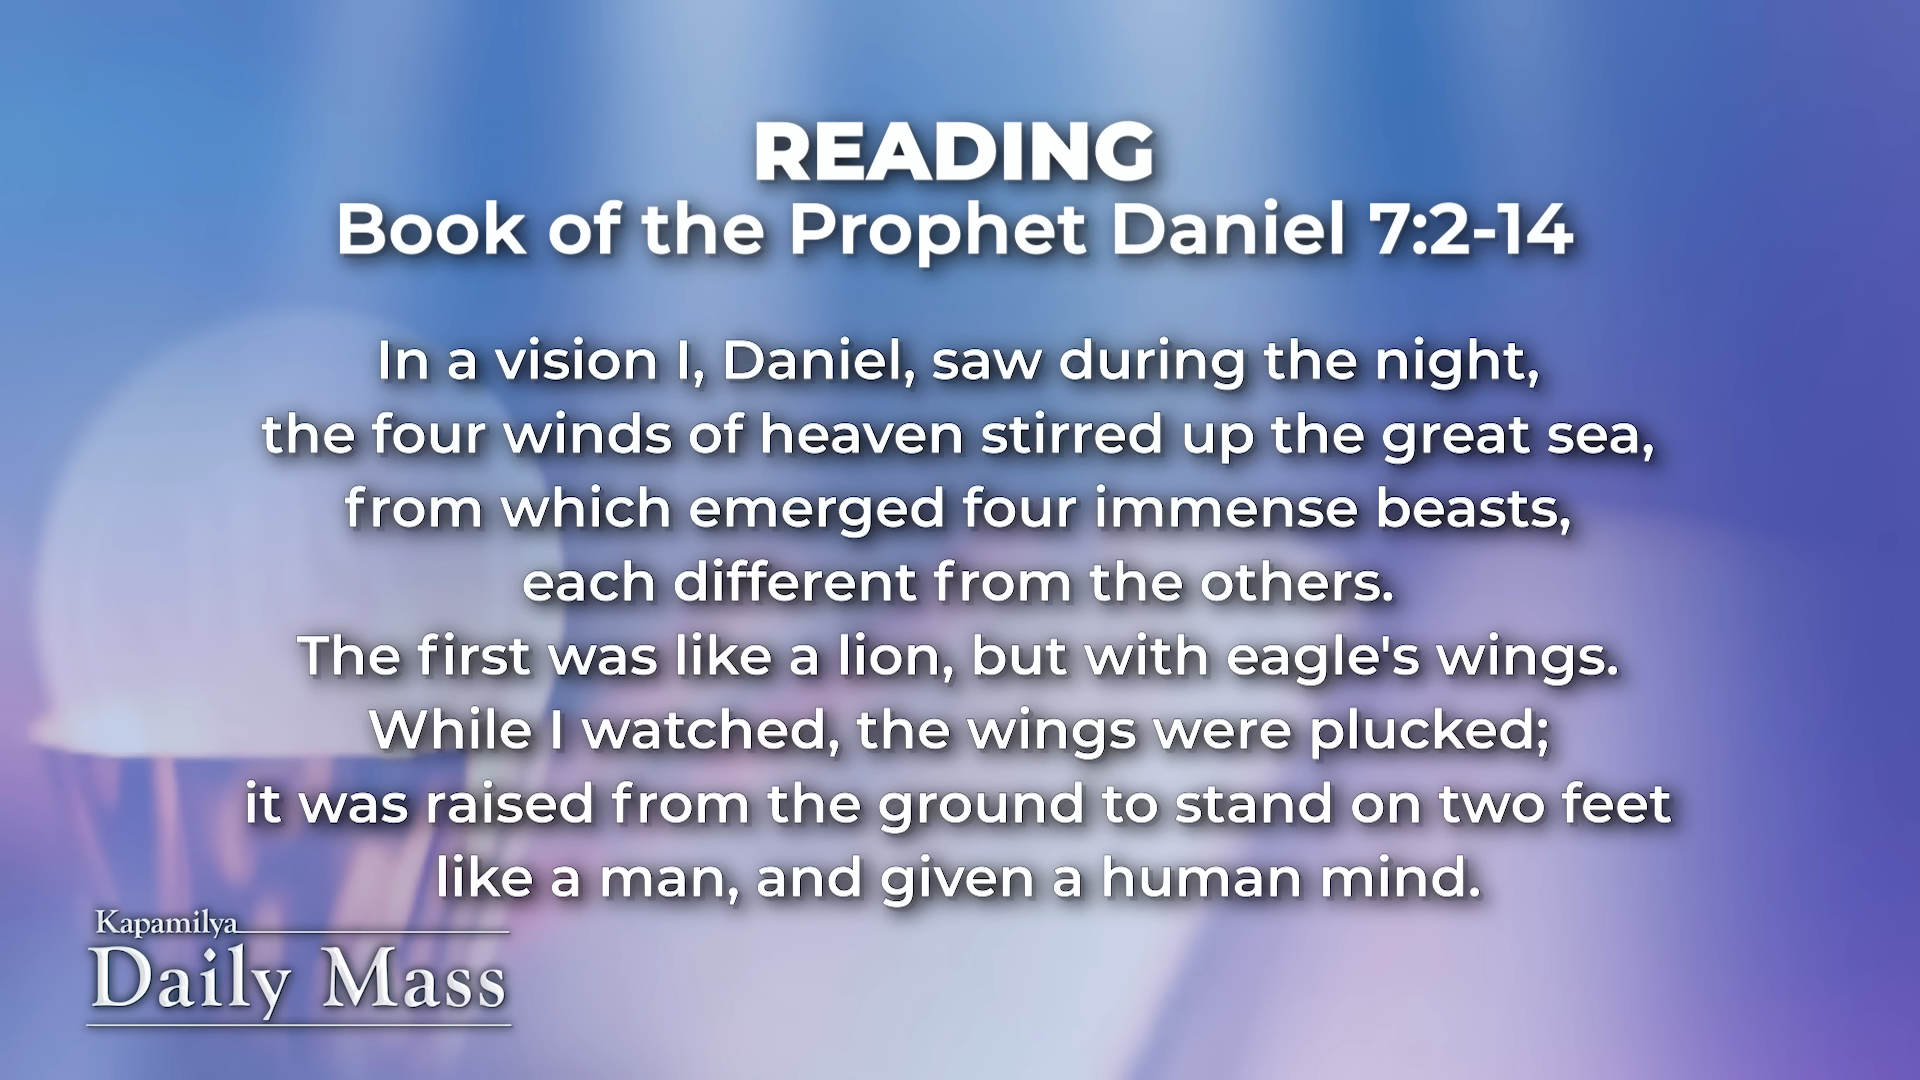 READING
Book of the Prophet Daniel 7:2-14
In a vision I, Daniel, saw during the night,
the four winds of heaven stirred up the great sea,
from which emerged four immense beasts,
each different from the others.
The first was like a lion, but with eagle's wings.
While I watched, the wings were plucked;
it was raised from the ground to stand on two feet
like a man, and given a human mind.
Kapamilya
Daily Mass